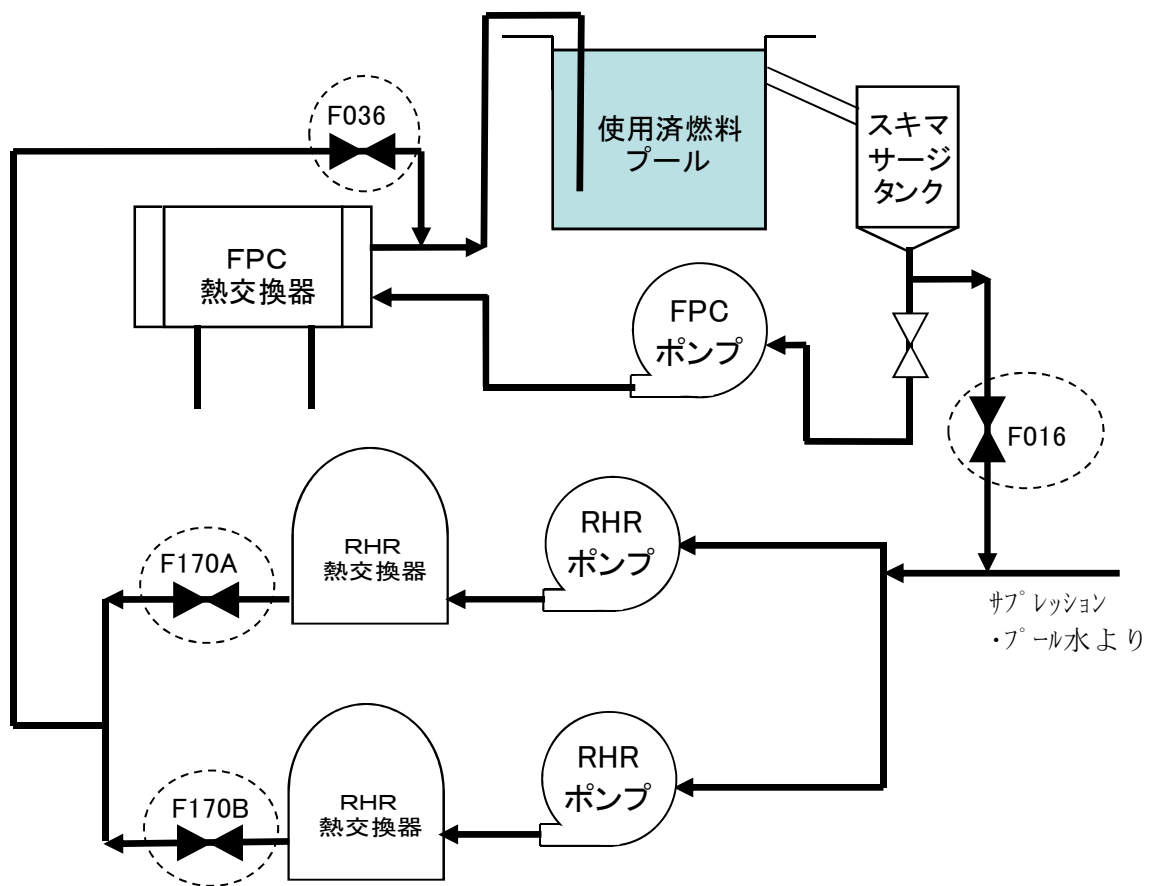 F036
使用済燃料
プール
スキマ
サージ
タンク
FPC
熱交換器
FPC
ポンプ
F016
RHR
ポンプ
RHR
熱交換器
F170A
サプレッション
・プール水より
RHR
ポンプ
RHR
熱交換器
F170B